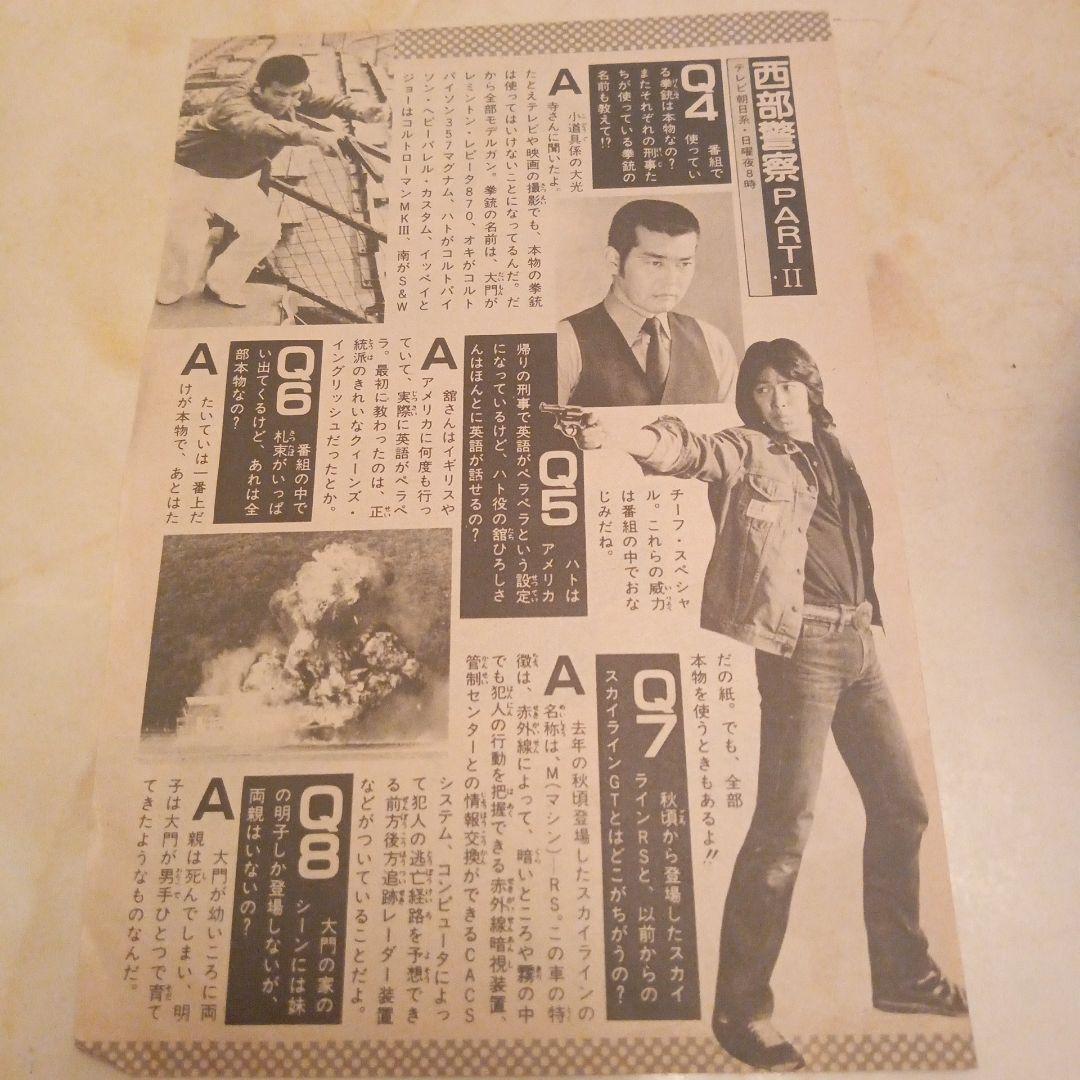 西部警察PART・II
テレビ朝日系・日曜夜8時
Q4 番組で
使ってい
る拳銃は本物なの?
またそれぞれの刑事た
ちが使っている拳銃の
名前も教えて!?
A 小道具係の大光
寺さんに聞いたよ。
たとえテレビや映画の撮影でも、本物の拳銃
は使ってはいけないことになってるんだ。だ
から全部モデルガン。拳銃の名前は、大門が
レミントン・レピータ870、オキがコルト
パイソン357マグナム、ハトがコルトパイ
ソン・ヘビーバレル・カスタム、イッペイと
ジョーはコルトローマンMKIII、南がS&W
チーフ・スペシャ
ル。これらの威力
は番組の中でおな
じみだね。
Q5 ハトは
アメリカ
帰りの刑事で英語がペラペラという設定
になっているけど、ハト役の舘ひろしさ
んはほんとに英語が話せるの?
A 舘さんはイギリスや
アメリカに何度も行っ
ていて、実際に英語がペラペ
ラ。最初に教わったのは、正
統派のきれいなクィーンズ・
イングリッシュだったとか。
Q6 番組の中で
札束がいっぱ
い出てくるけど、あれは全
部本物なの?
A たいていは一番上だ
けが本物で、あとはた
だの紙。でも、全部
本物を使うときもあるよ!!
Q7 秋頃から登場したスカイ
ラインRSと、以前からの
スカイラインGTとはどこがちがうの?
A 去年の秋頃登場したスカイラインの
名称は、M(マシン)―RS。この車の特
徴は、赤外線によって、暗いところや霧の中
でも犯人の行動を把握できる赤外線暗視装置、
管制センターとの情報交換ができるCACS
システム、コンピュータによっ
て犯人の逃亡経路を予想でき
る前方後方追跡レーダー装置
などがついていることだよ。
Q8 大門の家の
シーンには妹
の明子しか登場しないが、
両親はいないの?
A 大門が幼いころに両
親は死んでしまい、明
子は大門が男手ひとつで育て
てきたようなものなんだ。